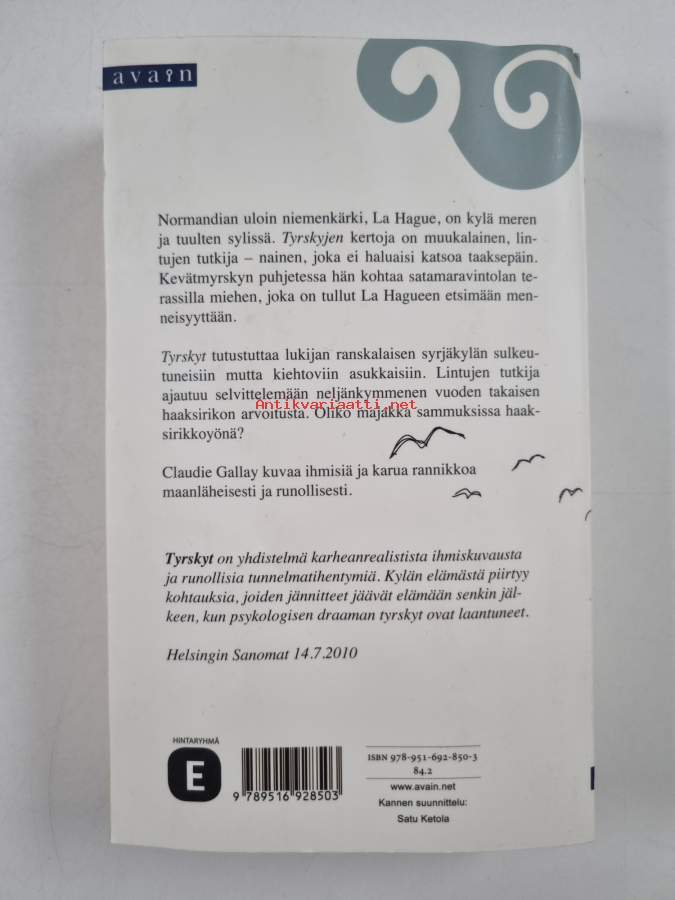 avain
Normandian uloin niemenkärki, La Hague, on kylä meren
ja tuulten sylissä. Tyrskyjen kertoja on muukalainen, lin-
tujen tutkija – nainen, joka ei haluaisi katsoa taaksepäin.
Kevätmyrskyn puhjetessa hän kohtaa satamaravintolan te-
rassilla miehen, joka on tullut La Hagueen etsimään men-
neisyyttään.
Tyrskyt tutustuttaa lukijan ranskalaisen syrjäkylän sulkeu-
tuneisiin mutta kiehtoviin asukkaisiin. Lintujen tutkija
ajautuu selvittelemään neljänkymmenen vuoden takaisen
haaksirikon arvoitusta. Oliko majakka sammuksissa haak-
sirikkoyönä?
Antikvariaatti.net
Claudie Gallay kuvaa ihmisiä ja karua rannikkoa
maanläheisesti ja runollisesti.
Tyrskyt on yhdistelmä karheanrealistista ihmiskuvausta
ja runollisia tunnelmatihentymiä. Kylän elämästä piirtyy
kohtauksia, joiden jännitteet jäävät elämään senkin jäl-
keen, kun psykologisen draaman tyrskyt ovat laantuneet.
Helsingin Sanomat 14.7.2010
HINTARYHMÄ
E
9 789516 928503
ISBN 978-951-692-850-3
84.2
www.avain.net
Kannen suunnittelu:
Satu Ketola